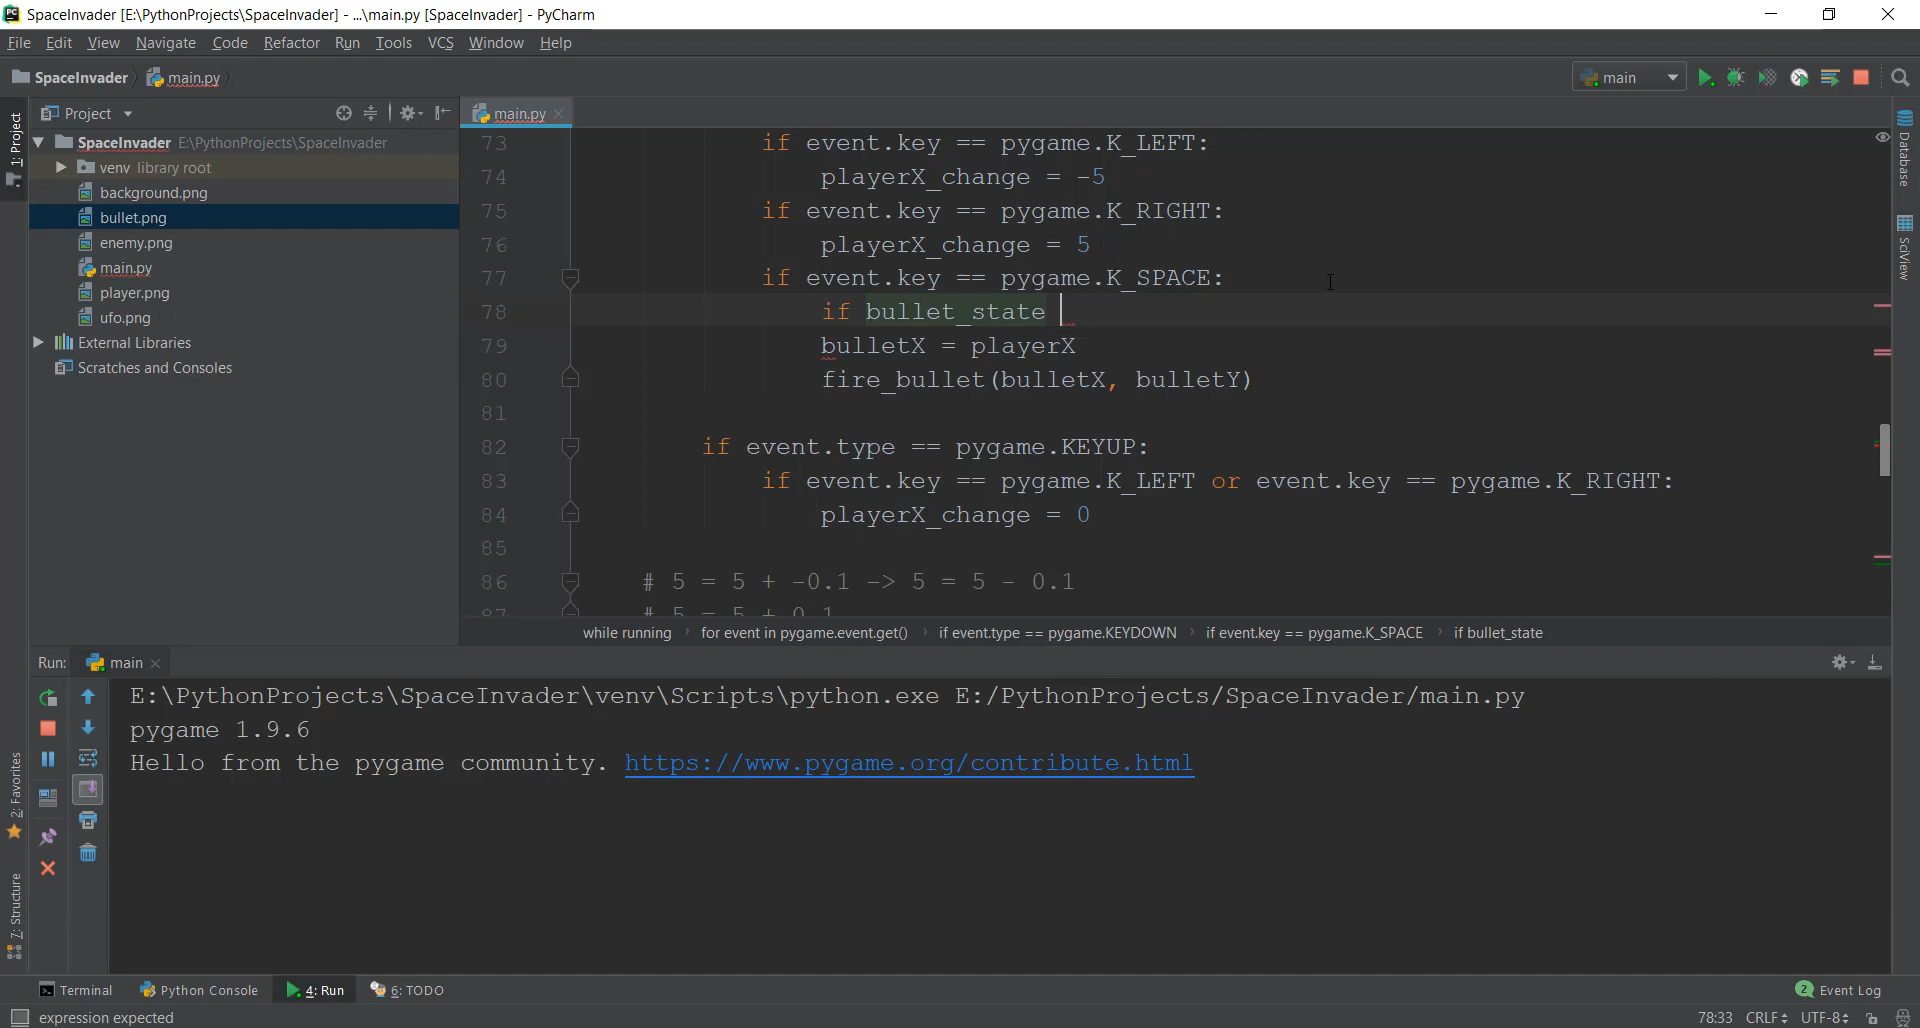 SpaceInvader [E:\PythonProjects\SpaceInvader] - ...\main.py [SpaceInvader] - PyCharm
File Edit View Navigate Code Refactor Run Tools VCS Window Help
SpaceInvader main.py
main
1: Project
Project
main.py
SpaceInvader E:\PythonProjects\SpaceInvader
venv library root
background.png
bullet.png
enemy.png
main.py
player.png
ufo.png
External Libraries
Scratches and Consoles
73 if event.key == pygame.K_LEFT:
74 playerX_change = -5
75 if event.key == pygame.K_RIGHT:
76 playerX_change = 5
77 if event.key == pygame.K_SPACE:
78 if bullet_state
79 bulletX = playerX
80 fire_bullet(bulletX, bulletY)
81
82 if event.type == pygame.KEYUP:
83 if event.key == pygame.K_LEFT or event.key == pygame.K_RIGHT:
84 playerX_change = 0
85
86 # 5 = 5 + -0.1 -> 5 = 5 - 0.1
87 # 5 = 5 + 0.1
while running for event in pygame.event.get() if event.type == pygame.KEYDOWN if event.key == pygame.K_SPACE if bullet_state
Database
SciView
Run: main
E:\PythonProjects\SpaceInvader\venv\Scripts\python.exe E:/PythonProjects/SpaceInvader/main.py
pygame 1.9.6
Hello from the pygame community. https://www.pygame.org/contribute.html
2: Favorites
7: Structure
Terminal Python Console 4: Run 6: TODO 2 Event Log
expression expected 78:33 CRLF UTF-8